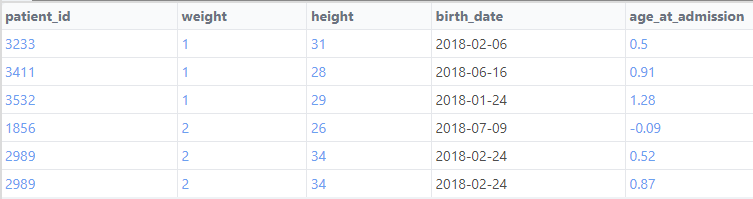 patient_id weight height birth_date age_at_admission
3233 1 31 2018-02-06 0.5
3411 1 28 2018-06-16 0.91
3532 1 29 2018-01-24 1.28
1856 2 26 2018-07-09 -0.09
2989 2 34 2018-02-24 0.52
2989 2 34 2018-02-24 0.87